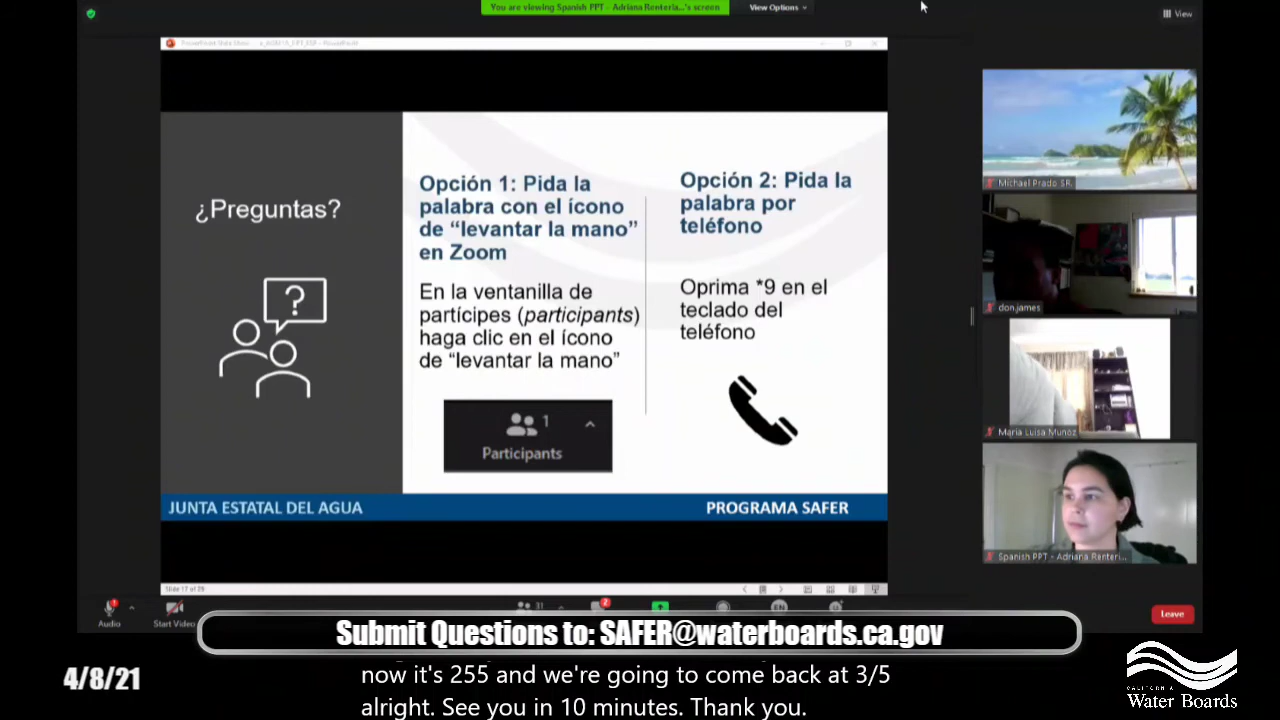 You are viewing Spanish PPT - Adriana Renteria...'s screen
View Options
View
¿Preguntas?
Opción 1: Pida la
palabra con el ícono
de “levantar la mano”
en Zoom
En la ventanilla de
partícipes (participants)
haga clic en el ícono
de “levantar la mano”
1
Participants
Opción 2: Pida la
palabra por
teléfono
Oprima *9 en el
teclado del
teléfono
JUNTA ESTATAL DEL AGUA
PROGRAMA SAFER
Michael Prado SR.
don.james
Maria Luisa Munoz
Spanish PPT - Adriana Renteri...
Slide 17 of 29
Audio
Start Video
31
2
EN
Leave
Submit Questions to: SAFER@waterboards.ca.gov
now it's 255 and we're going to come back at 3/5
alright. See you in 10 minutes. Thank you.
4/8/21
CALIFORNIA
Water Boards